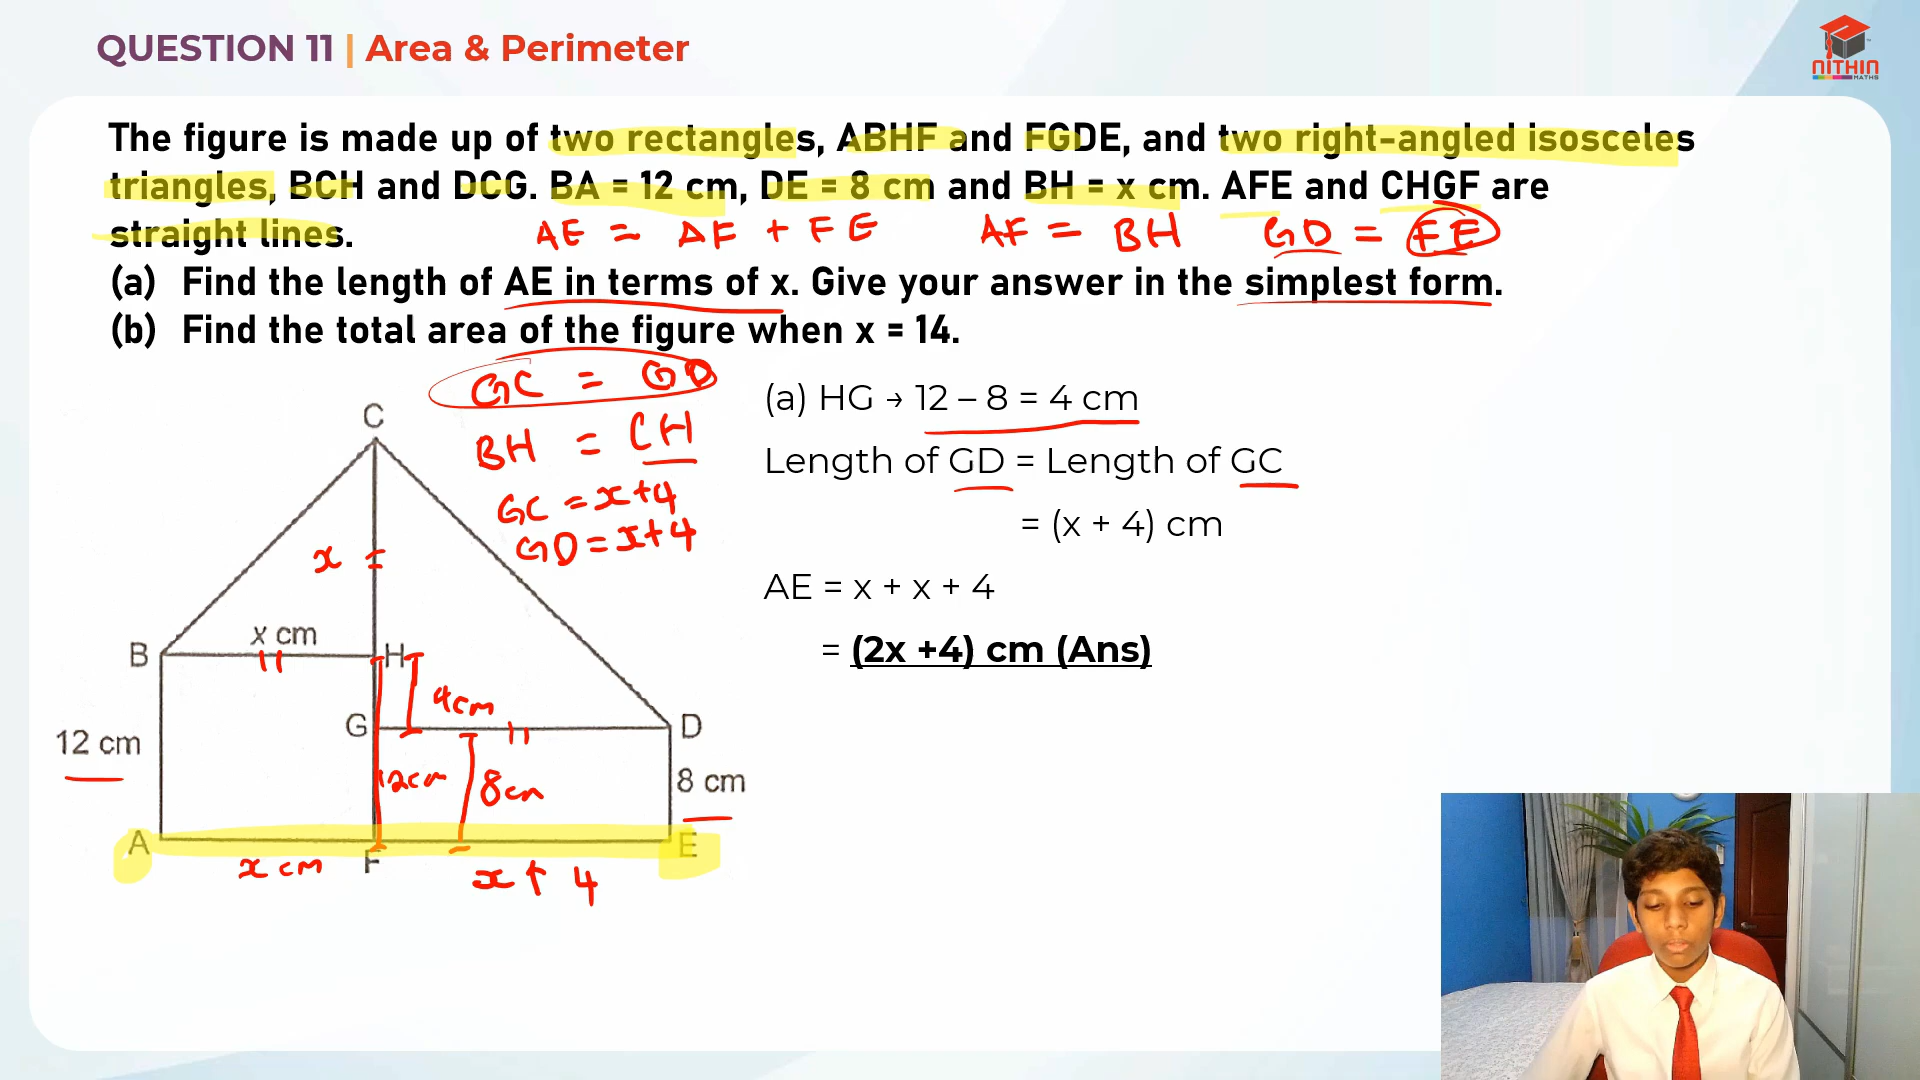 QUESTION 11 | Area & Perimeter
NITHIN
MATHS
The figure is made up of two rectangles, ABHF and FGDE, and two right-angled isosceles
triangles, BCH and DCG. BA = 12 cm, DE = 8 cm and BH = x cm. AFE and CHGF are
straight lines.
AE = AF + FE AF = BH GD = FE
(a) Find the length of AE in terms of x. Give your answer in the simplest form.
(b) Find the total area of the figure when x = 14.
GC = GD
BH = CH
GC = x+4
GD = x+4
(a) HG → 12 – 8 = 4 cm
Length of GD = Length of GC
= (x + 4) cm
AE = x + x + 4
= (2x +4) cm (Ans)
C
x =
B
x cm
H
4cm
G
D
12 cm
12cm
8cm
8 cm
A
E
x cm
F
x + 4